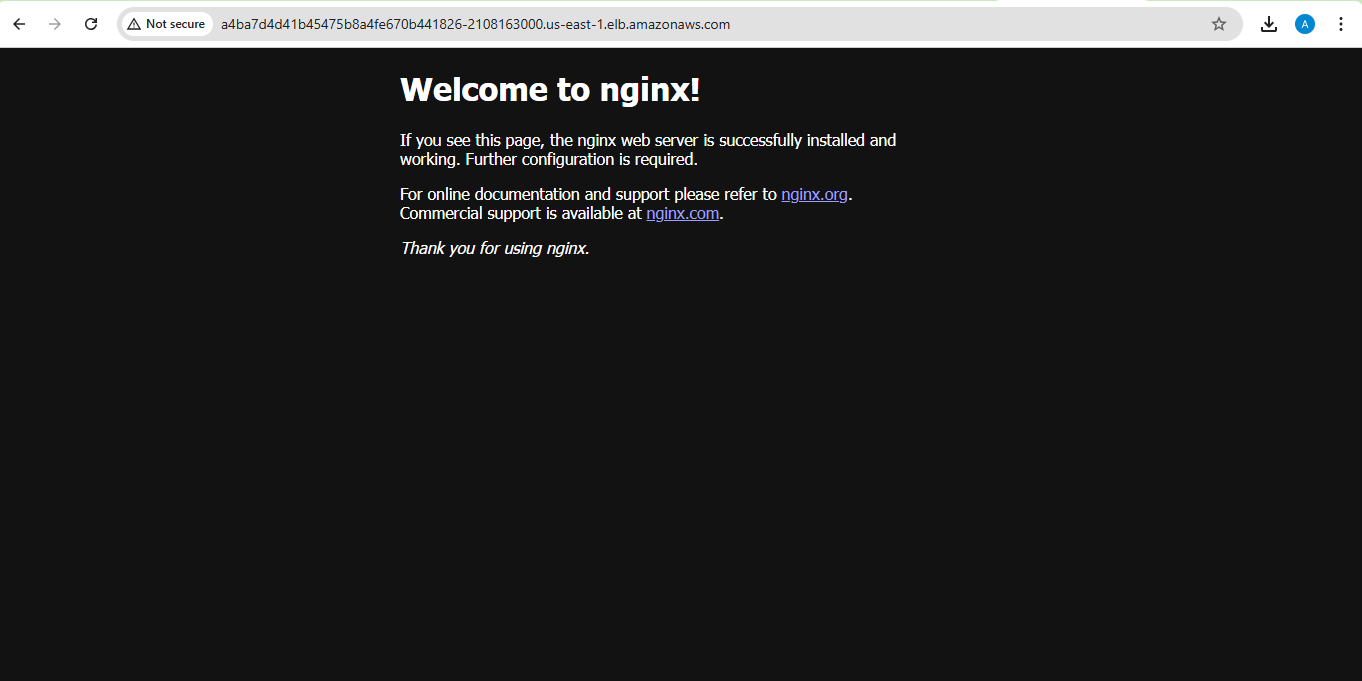 Not secure a4ba7d4d41b45475b8a4fe670b441826-2108163000.us-east-1.elb.amazonaws.com A
Welcome to nginx!
If you see this page, the nginx web server is successfully installed and
working. Further configuration is required.
For online documentation and support please refer to nginx.org.
Commercial support is available at nginx.com.
Thank you for using nginx.